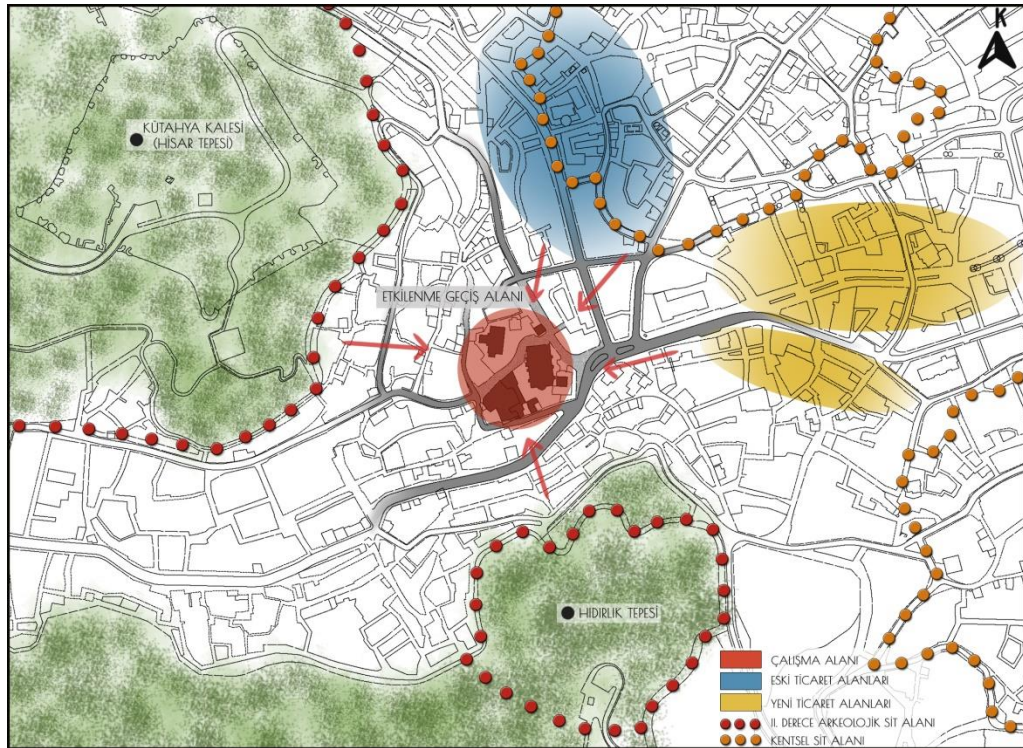 K
KÜTAHYA KALESİ
(HİSAR TEPESİ)
ETKİLENME GEÇİŞ ALANI
HIDIRLIK TEPESİ
ÇALIŞMA ALANI
ESKİ TİCARET ALANLARI
YENİ TİCARET ALANLARI
II. DERECE ARKEOLOJİK SİT ALANI
KENTSEL SİT ALANI